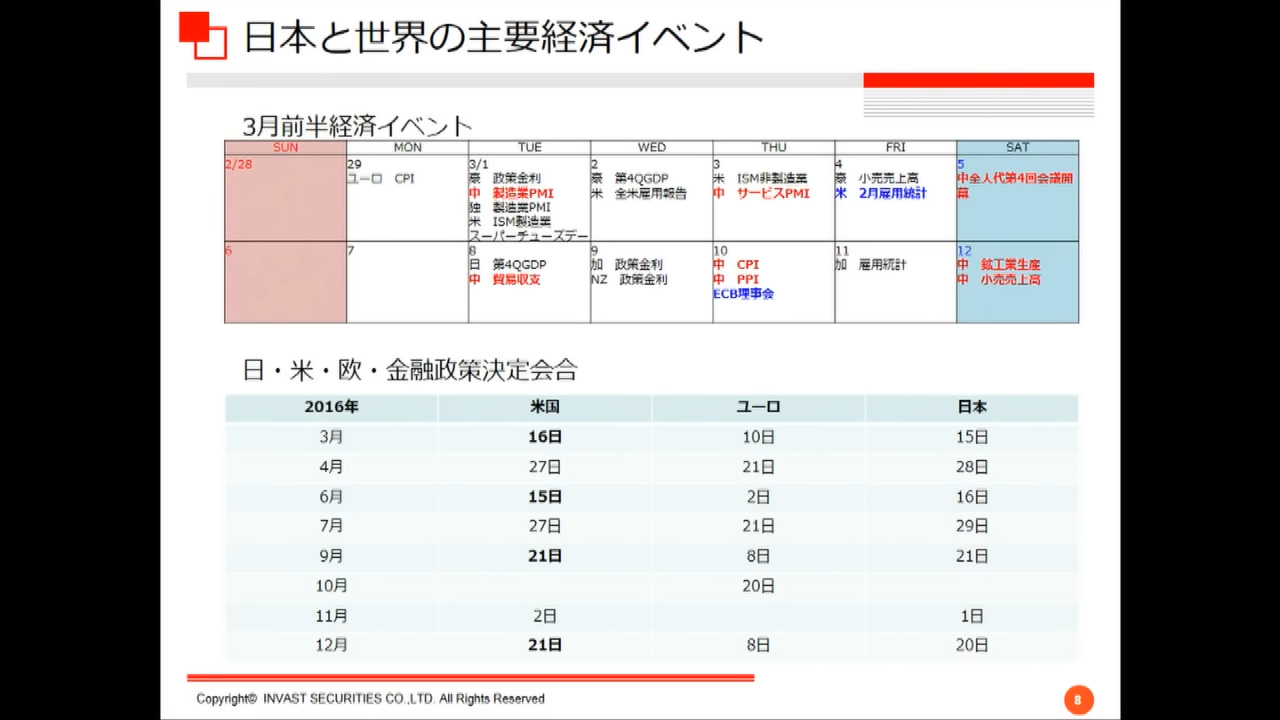 日本と世界の主要経済イベント
3月前半経済イベント
SUN MON TUE WED THU FRI SAT
2/28
29
ユーロ CPI
3/1
豪 政策金利
中 製造業PMI
独 製造業PMI
米 ISM製造業
スーパーチューズデー
2
豪 第4QGDP
米 全米雇用報告
3
米 ISM非製造業
中 サービスPMI
4
豪 小売売上高
米 2月雇用統計
5
中全人代第4回会議開
幕
6
7
8
日 第4QGDP
中 貿易収支
9
加 政策金利
NZ 政策金利
10
中 CPI
中 PPI
ECB理事会
11
加 雇用統計
12
中 鉱工業生産
中 小売売上高
日・米・欧・金融政策決定会合
2016年 米国 ユーロ 日本
3月 16日 10日 15日
4月 27日 21日 28日
6月 15日 2日 16日
7月 27日 21日 29日
9月 21日 8日 21日
10月 20日
11月 2日 1日
12月 21日 8日 20日
Copyright© INVAST SECURITIES CO.,LTD. All Rights Reserved
8